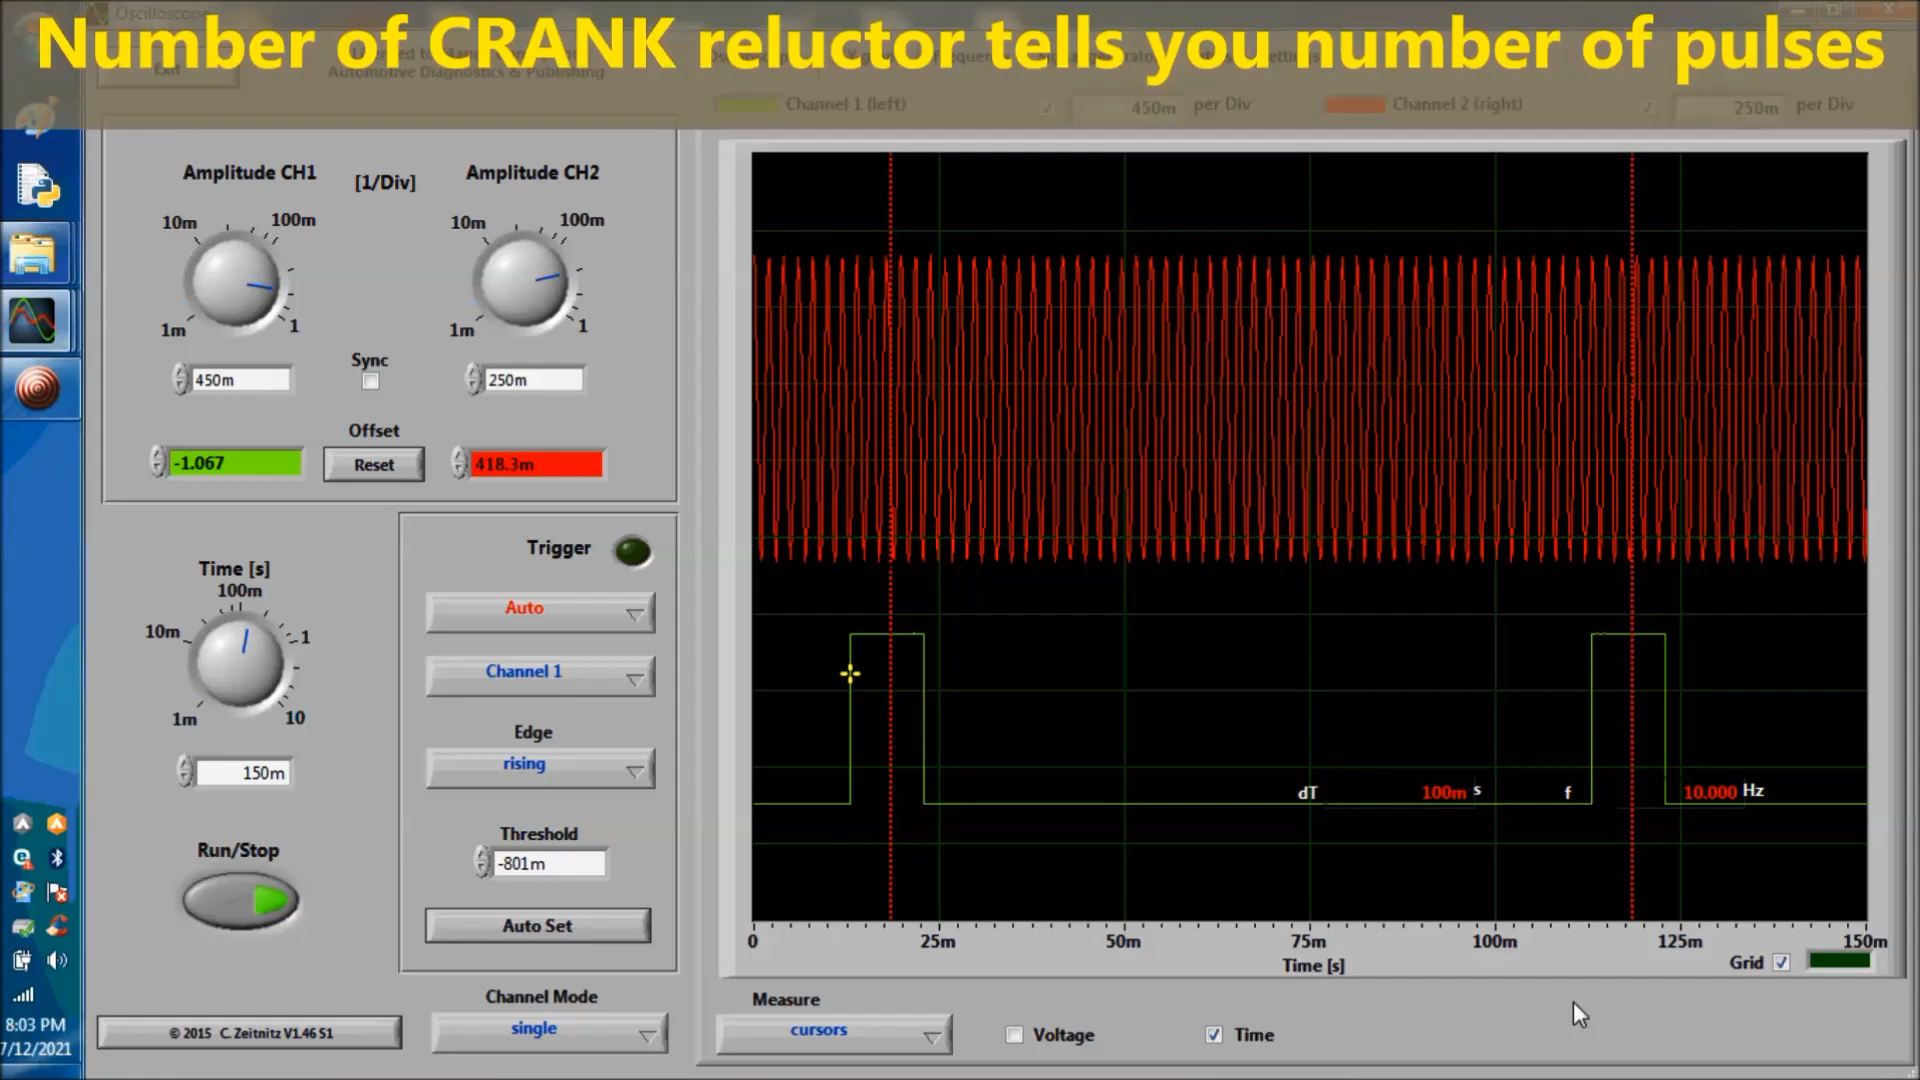 Oscilloscope
Number of CRANK reluctor tells you number of pulses
Exit
Automotive Diagnostics & Publishing
Channel 1 (left)
450m
per Div
Channel 2 (right)
250m
per Div
Amplitude CH1
[1/Div]
Amplitude CH2
10m
100m
10m
100m
1m
1
1m
1
Sync
450m
250m
Offset
-1.067
Reset
418.3m
Time [s]
100m
10m
1
1m
10
150m
Run/Stop
Trigger
Auto
Channel 1
Edge
rising
Threshold
-801m
Auto Set
Channel Mode
single
© 2015 C. Zeitnitz V1.46 S1
dT
100m
s
f
10.000
Hz
0
25m
50m
75m
100m
125m
150m
Time [s]
Grid
Measure
cursors
Voltage
Time
8:03 PM
7/12/2021